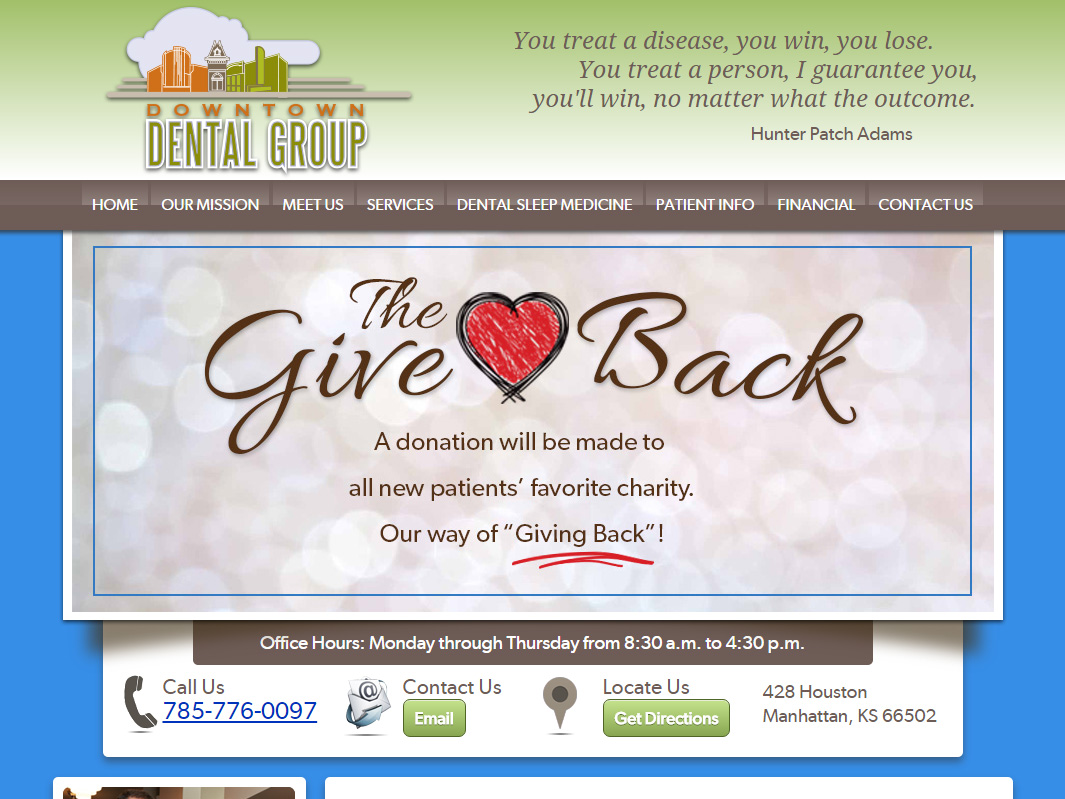 DOWNTOWN
DENTAL GROUP
You treat a disease, you win, you lose.
You treat a person, I guarantee you,
you'll win, no matter what the outcome.
Hunter Patch Adams
HOME OUR MISSION MEET US SERVICES DENTAL SLEEP MEDICINE PATIENT INFO FINANCIAL CONTACT US
The
Give Back
A donation will be made to
all new patients’ favorite charity.
Our way of “Giving Back”!
Office Hours: Monday through Thursday from 8:30 a.m. to 4:30 p.m.
Call Us
785-776-0097
Contact Us
Email
Locate Us
Get Directions
428 Houston
Manhattan, KS 66502